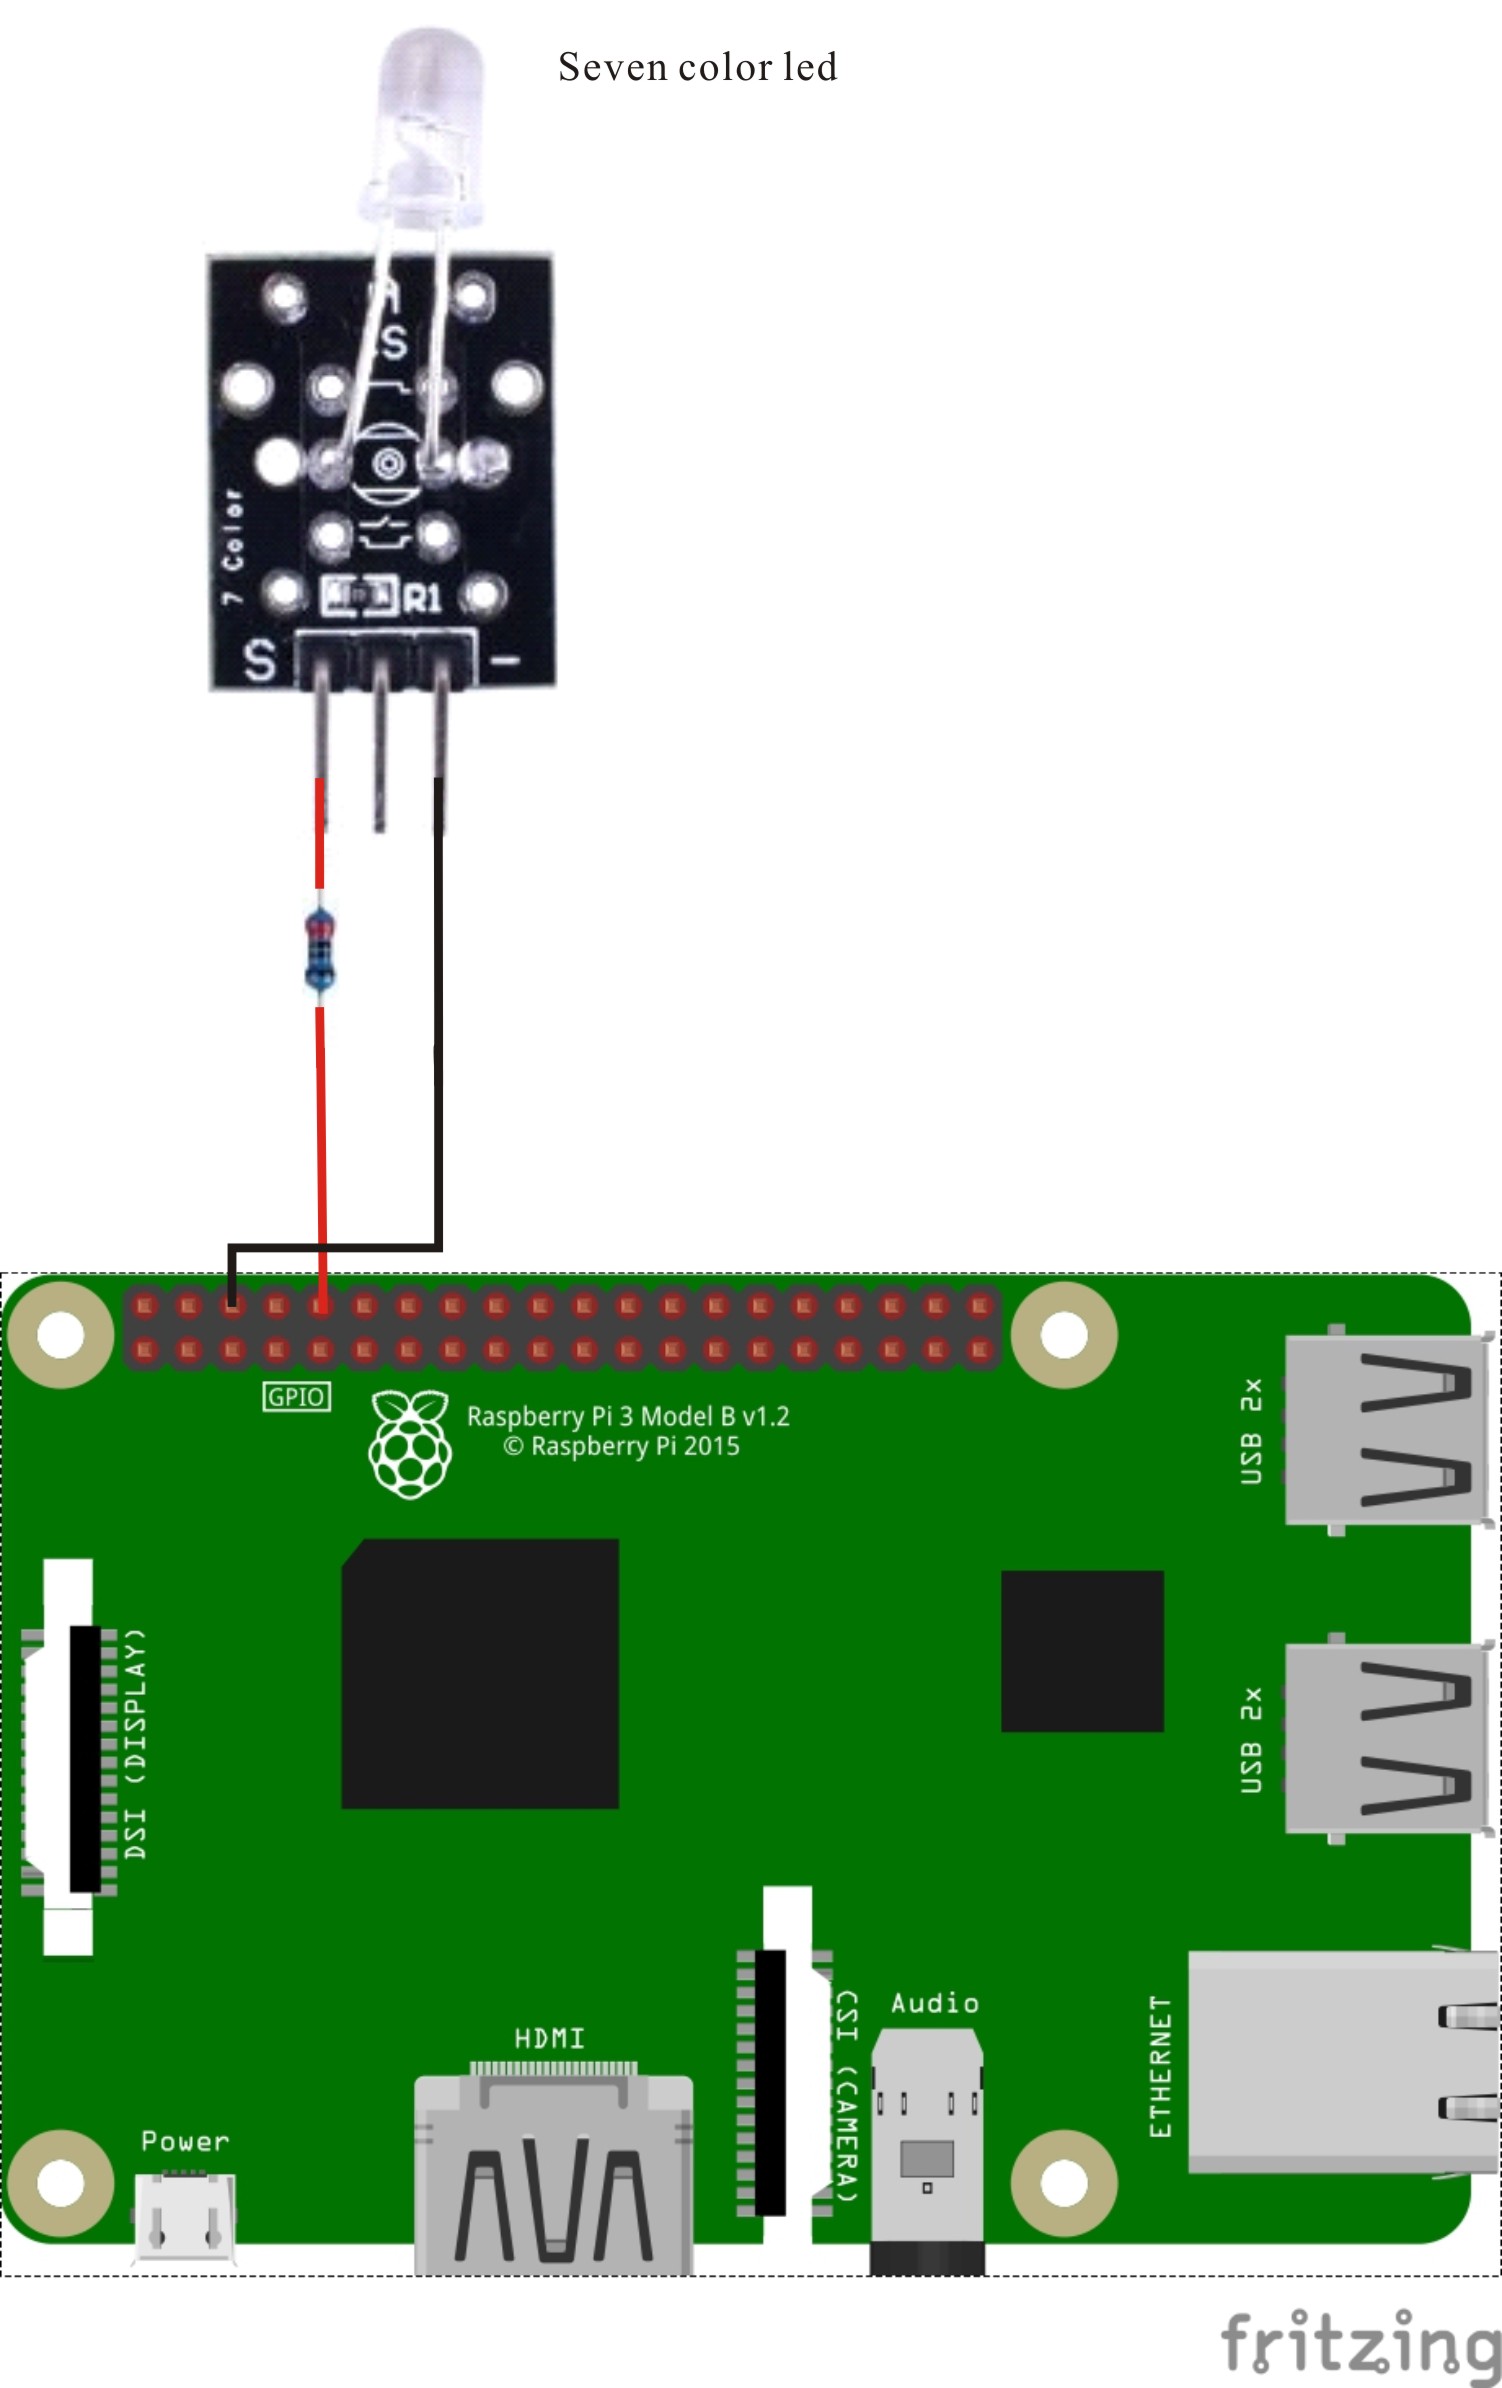 Seven color led
7 Color
R1
S
-
GPIO
Raspberry Pi 3 Model B v1.2
© Raspberry Pi 2015
USB 2x
USB 2x
DSI (DISPLAY)
CSI (CAMERA)
Audio
ETHERNET
HDMI
Power
fritzing